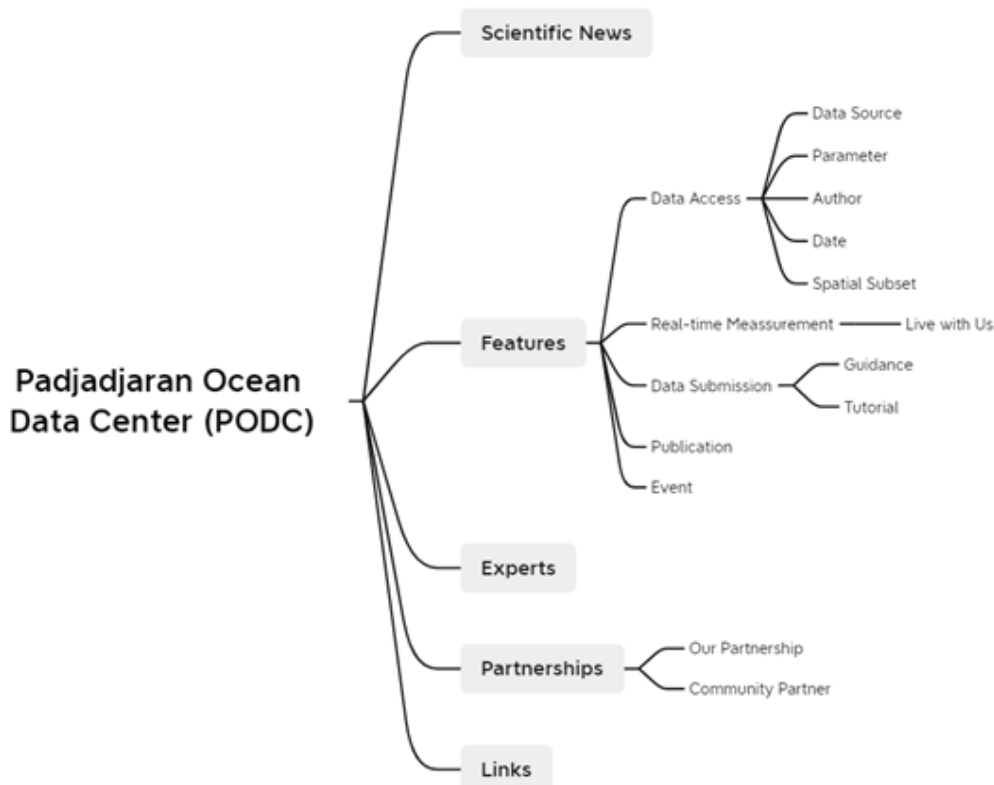 Padjadjaran Ocean
Data Center (PODC)
Scientific News
Features
Data Access
Data Source
Parameter
Author
Date
Spatial Subset
Real-time Meassurement
Live with Us
Data Submission
Guidance
Tutorial
Publication
Event
Experts
Partnerships
Our Partnership
Community Partner
Links